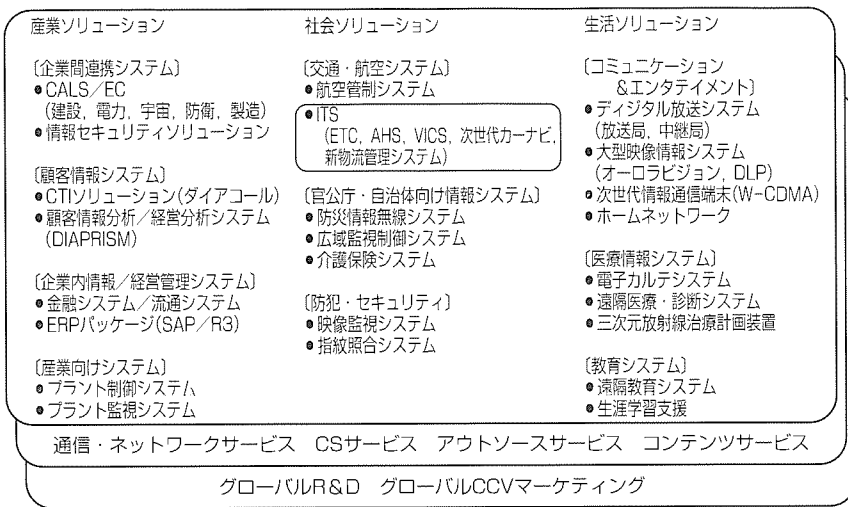 産業ソリューション
〔企業間連携システム〕
●CALS/EC
(建設，電力，宇宙，防衛，製造)
●情報セキュリティソリューション
〔顧客情報システム〕
●CTIソリューション(ダイアコール)
●顧客情報分析/経営分析システム
(DIAPRISM)
〔企業内情報/経営管理システム〕
●金融システム/流通システム
●ERPパッケージ(SAP/R3)
〔産業向けシステム〕
●プラント制御システム
●プラント監視システム
社会ソリューション
〔交通・航空システム〕
●航空管制システム
●ITS
(ETC，AHS，VICS，次世代カーナビ，
新物流管理システム)
〔官公庁・自治体向け情報システム〕
●防災情報無線システム
●広域監視制御システム
●介護保険システム
〔防犯・セキュリティ〕
●映像監視システム
●指紋照合システム
生活ソリューション
〔コミュニケーション
&エンタテイメント〕
●ディジタル放送システム
(放送局，中継局)
●大型映像情報システム
(オーロラビジョン，DLP)
●次世代情報通信端末(W-CDMA)
●ホームネットワーク
〔医療情報システム〕
●電子カルテシステム
●遠隔医療・診断システム
●三次元放射線治療計画装置
〔教育システム〕
●遠隔教育システム
●生涯学習支援
通信・ネットワークサービス　CSサービス　アウトソースサービス　コンテンツサービス
グローバルR&D　グローバルCCVマーケティング